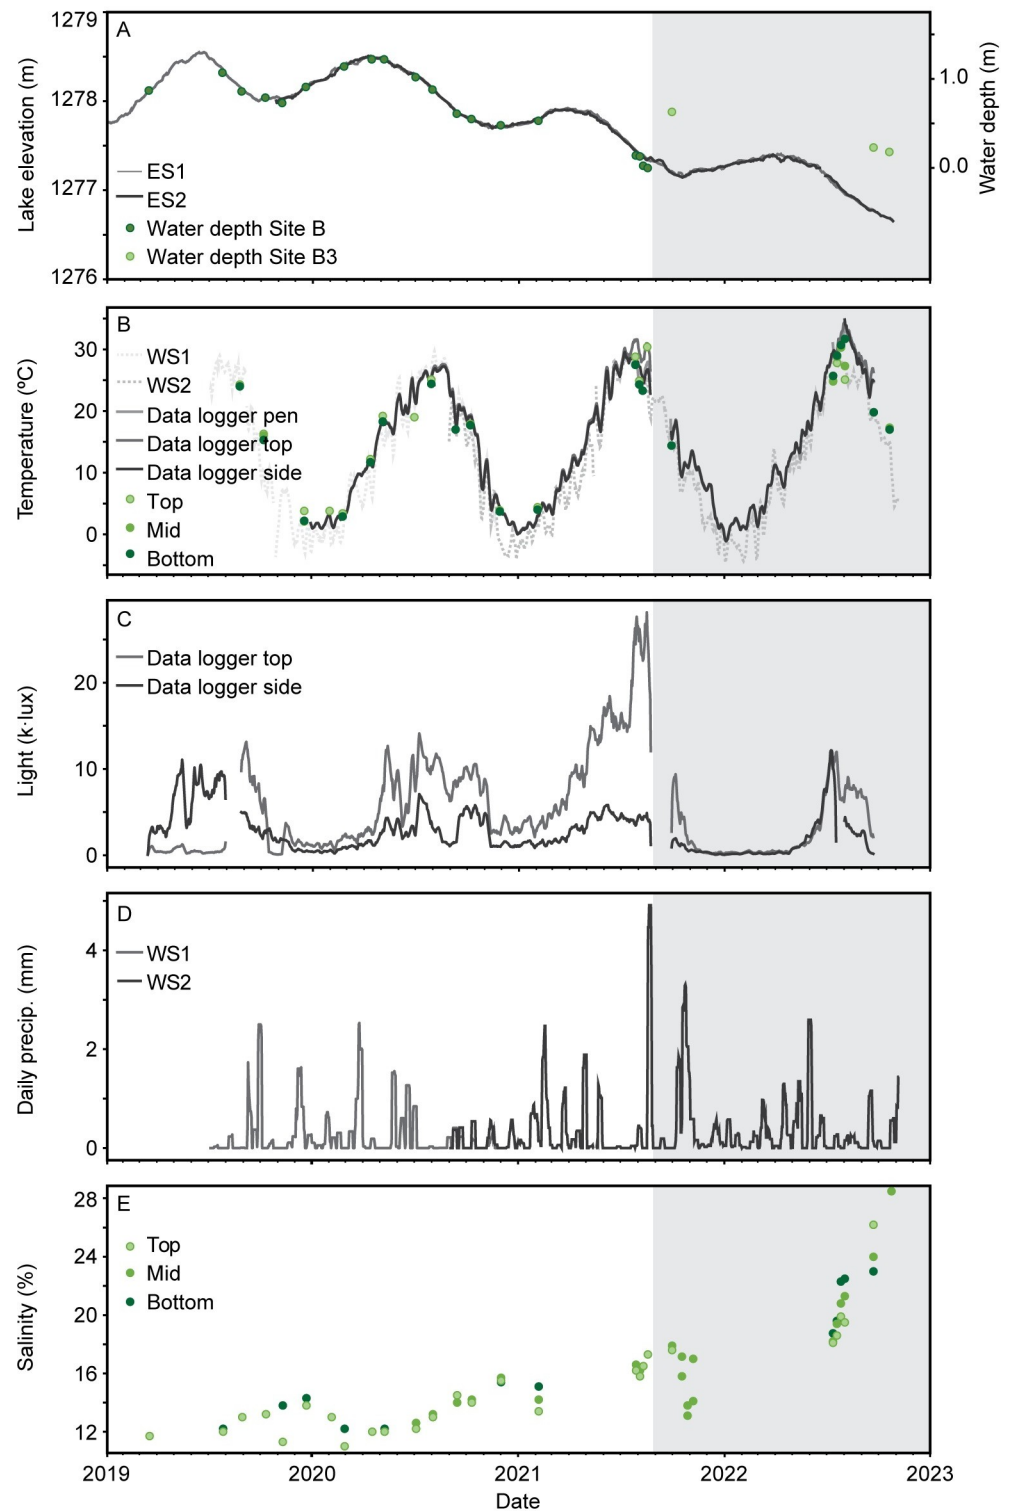 A
1279
1278
1277
1276
Lake elevation (m)
1.0
0.0
Water depth (m)
ES1
ES2
Water depth Site B
Water depth Site B3
B
30
20
10
0
Temperature (ºC)
WS1
WS2
Data logger pen
Data logger top
Data logger side
Top
Mid
Bottom
C
20
10
0
Light (k·lux)
Data logger top
Data logger side
D
4
2
0
Daily precip. (mm)
WS1
WS2
E
28
24
20
16
12
Salinity (%)
Top
Mid
Bottom
2019 2020 2021 2022 2023
Date